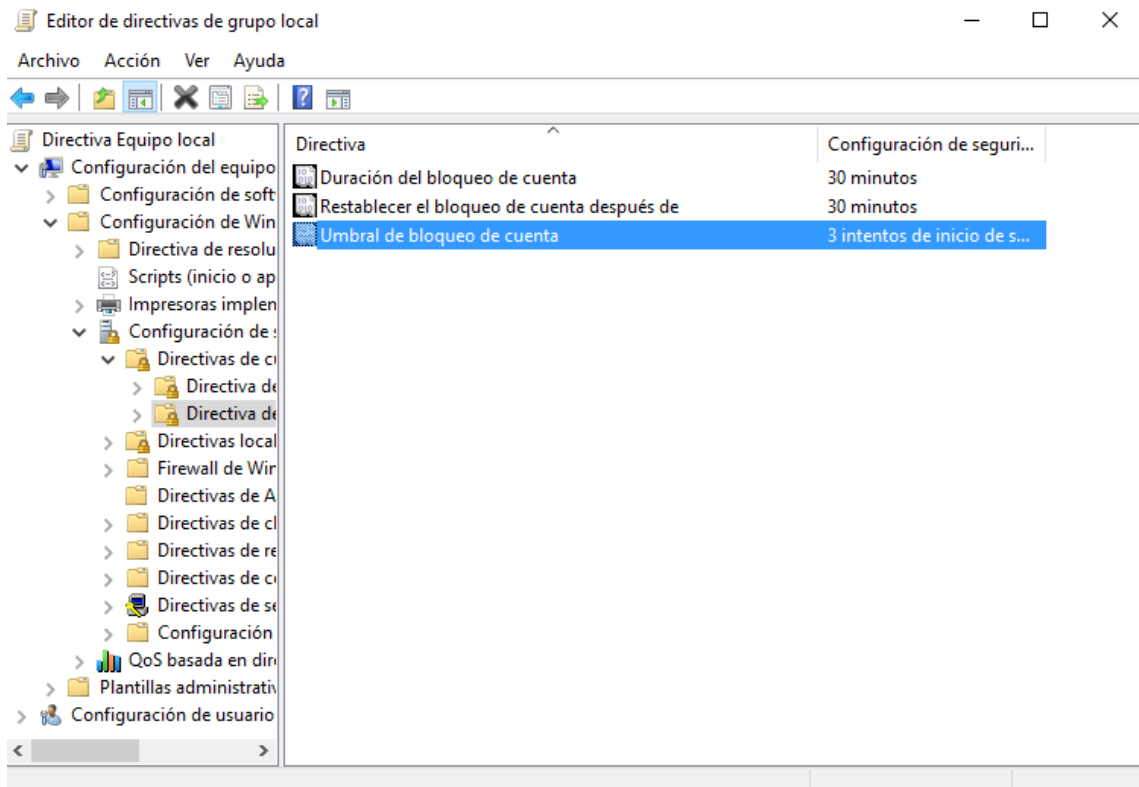 Editor de directivas de grupo local
Archivo Acción Ver Ayuda
Directiva Equipo local
Configuración del equipo
Configuración de soft
Configuración de Win
Directiva de resolu
Scripts (inicio o ap
Impresoras implen
Configuración de s
Directivas de cu
Directiva de
Directiva de
Directivas local
Firewall de Wir
Directivas de A
Directivas de cl
Directivas de re
Directivas de co
Directivas de se
Configuración
QoS basada en dire
Plantillas administrativ
Configuración de usuario
Directiva Configuración de seguri...
Duración del bloqueo de cuenta 30 minutos
Restablecer el bloqueo de cuenta después de 30 minutos
Umbral de bloqueo de cuenta 3 intentos de inicio de s...